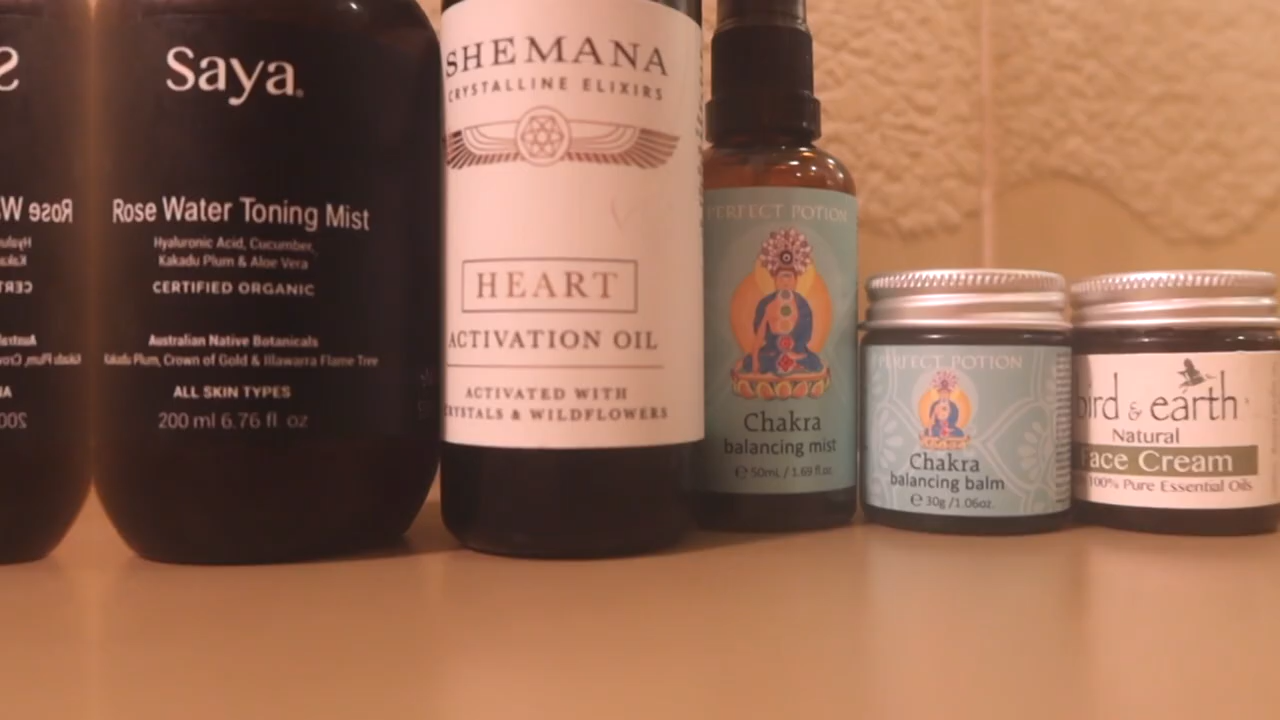 Saya
Rose Water Toning Mist
Hyaluronic Acid, Cucumber,
Kakadu Plum & Aloe Vera
CERTIFIED ORGANIC
Australian Native Botanicals
Kakadu Plum, Crown of Gold & Illawarra Flame Tree
ALL SKIN TYPES
200 ml 6.76 fl oz
SHEMANA
CRYSTALLINE ELIXIRS
HEART
ACTIVATION OIL
ACTIVATED WITH
CRYSTALS & WILDFLOWERS
PERFECT POTION
Chakra
balancing mist
℮ 50mL / 1.69 fl.oz.
PERFECT POTION
Chakra
balancing balm
℮ 30g /1.06oz.
bird & earth
Natural
Face Cream
100% Pure Essential Oils